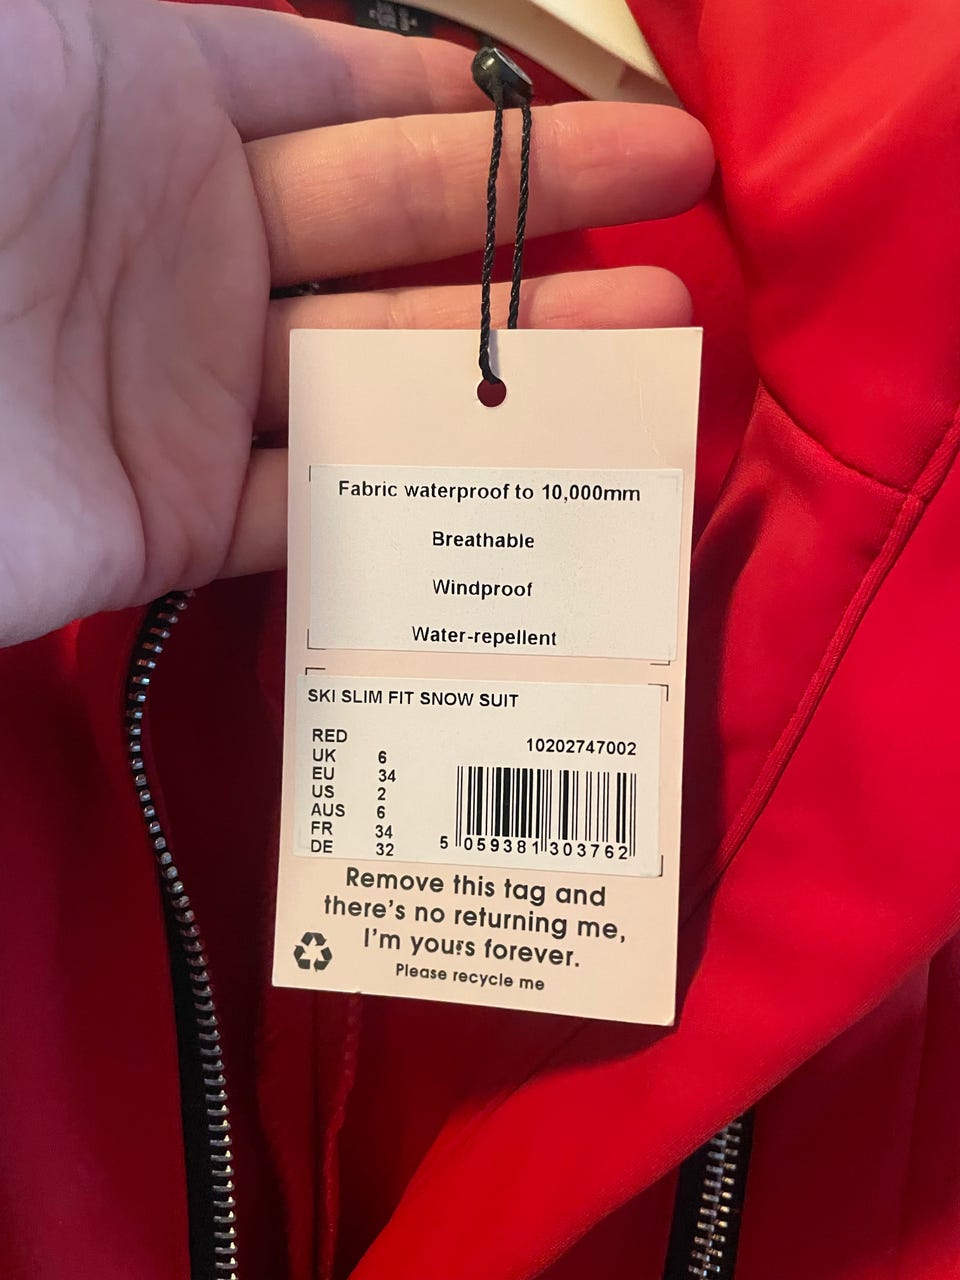 Fabric waterproof to 10,000mm
Breathable
Windproof
Water-repellent
SKI SLIM FIT SNOW SUIT
RED
10202747002
UK 6
EU 34
US 2
AUS 6
FR 34
DE 32
5 059381 303762
Remove this tag and
there's no returning me,
I'm yours forever.
Please recycle me